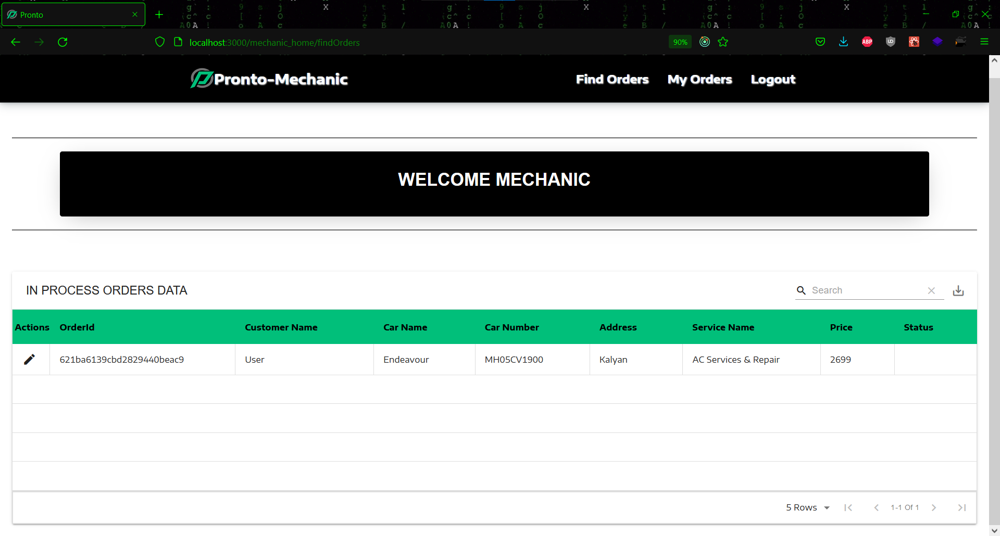 Pronto
localhost:3000/mechanic_home/findOrders
90%
ABP
Pronto-Mechanic
Find Orders My Orders Logout
WELCOME MECHANIC
IN PROCESS ORDERS DATA
Search
Actions OrderId Customer Name Car Name Car Number Address Service Name Price Status
621ba6139cbd2829440beac9 User Endeavour MH05CV1900 Kalyan AC Services & Repair 2699
5 Rows 1-1 Of 1